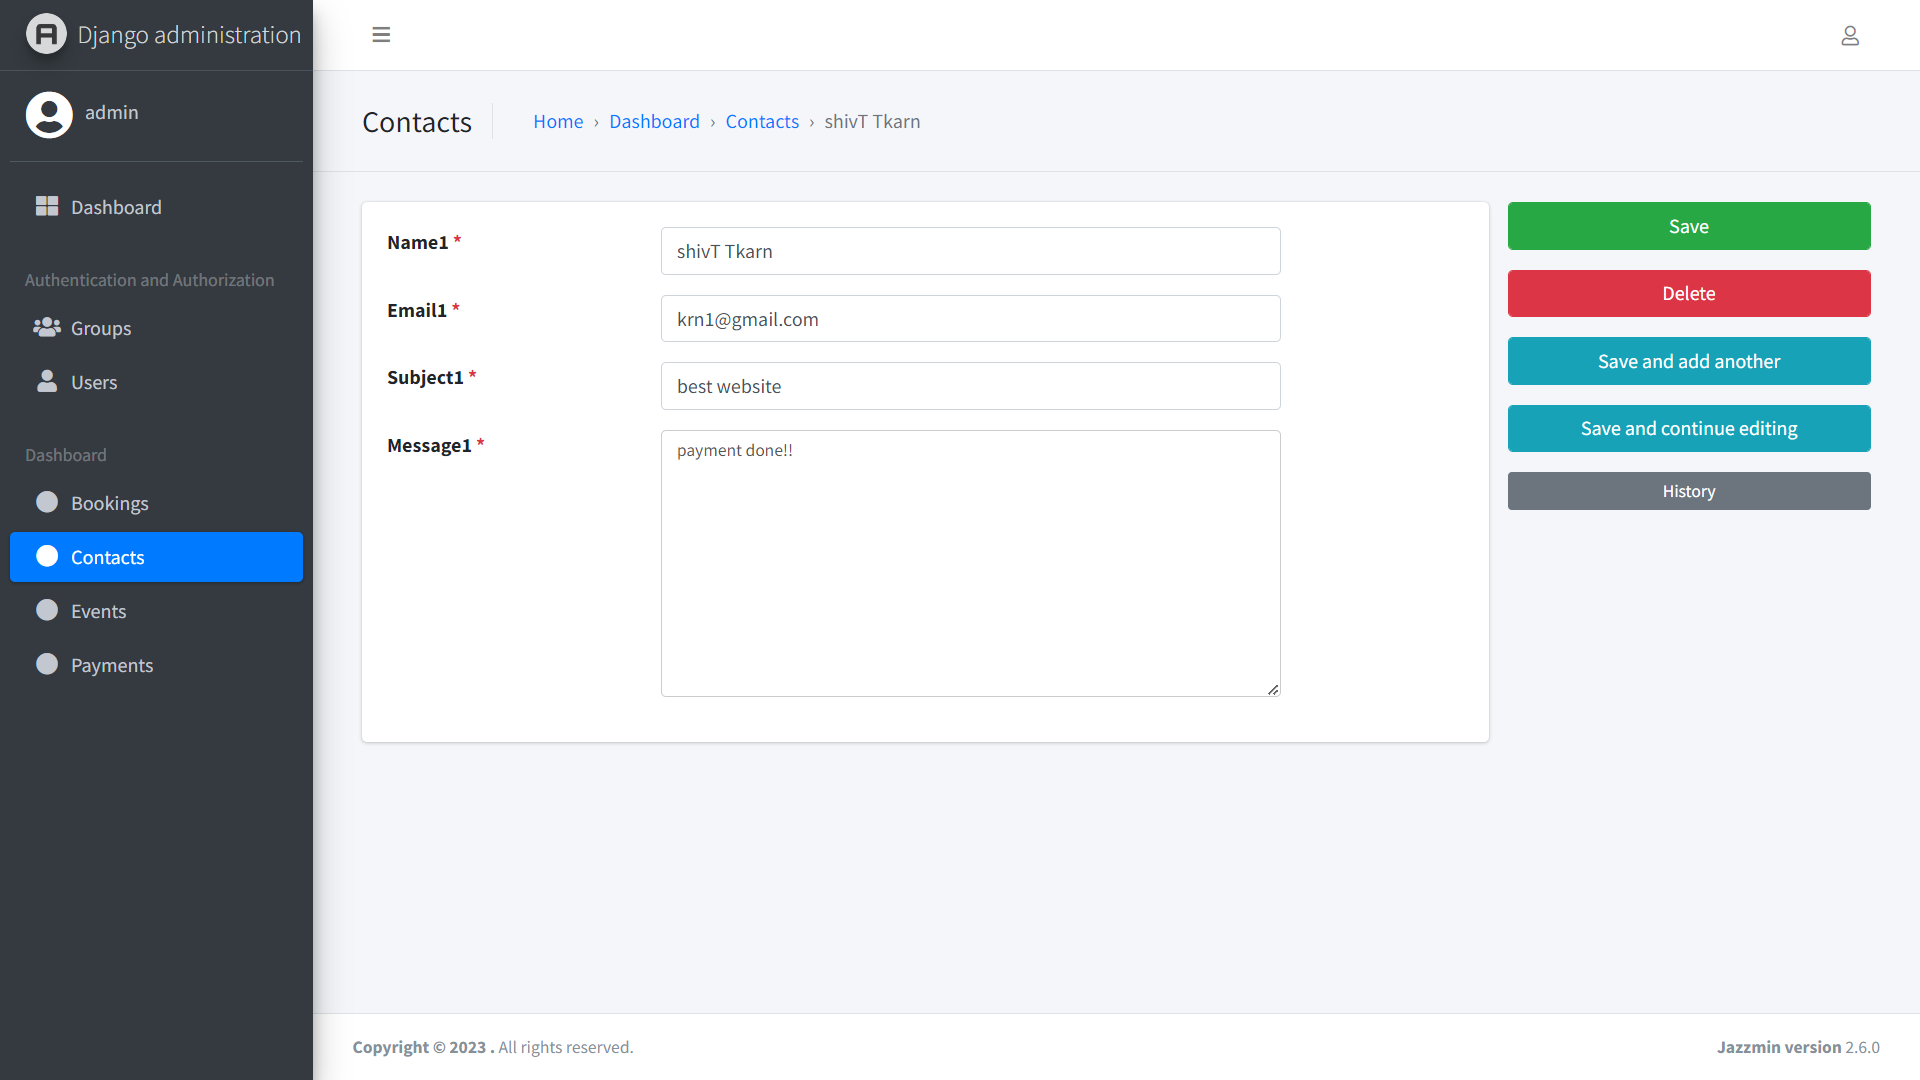 Django administration
admin
Dashboard
Authentication and Authorization
Groups
Users
Dashboard
Bookings
Contacts
Events
Payments
Contacts
Home › Dashboard › Contacts › shivT Tkarn
Name1 *
shivT Tkarn
Email1 *
krn1@gmail.com
Subject1 *
best website
Message1 *
payment done!!
Save
Delete
Save and add another
Save and continue editing
History
Copyright © 2023 . All rights reserved.
Jazzmin version 2.6.0